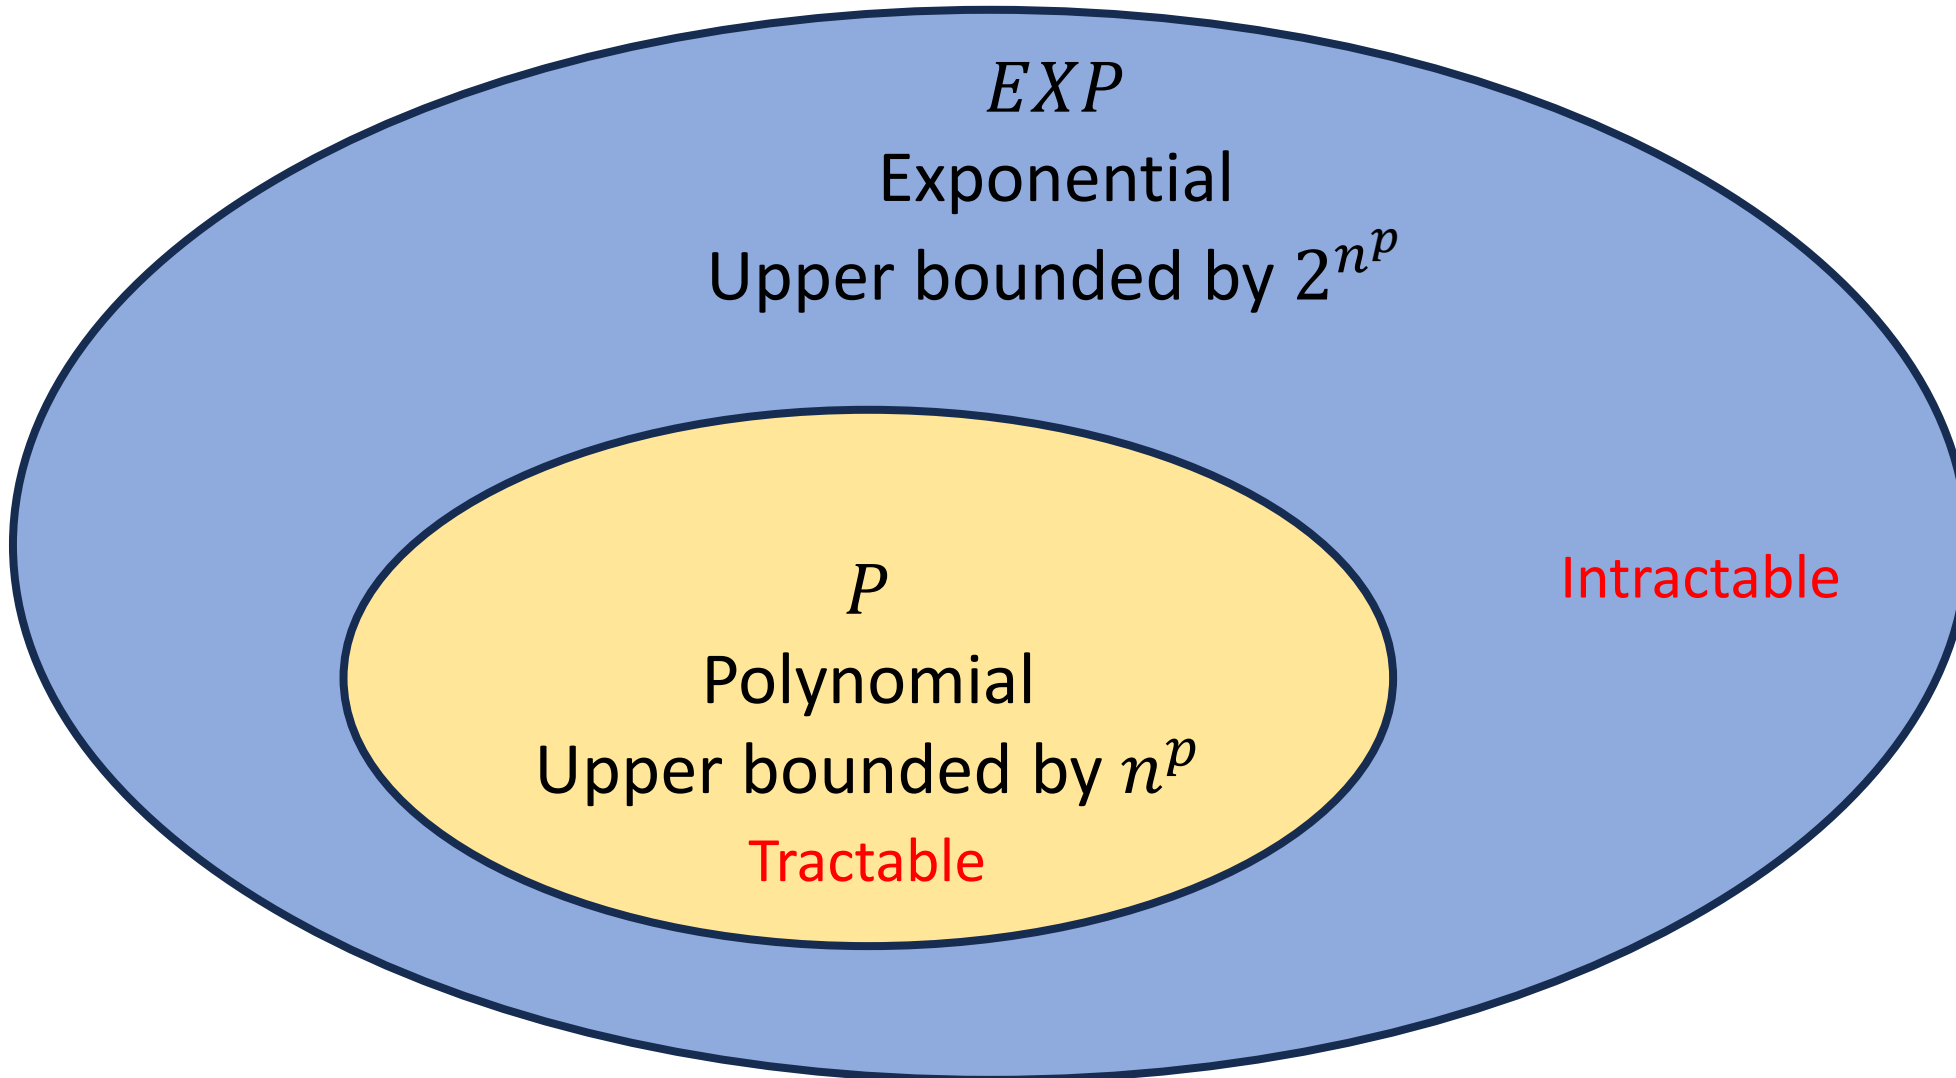 EXP
Exponential
Upper bounded by $2^{n^p}$
Intractable
P
Polynomial
Upper bounded by $n^p$
Tractable